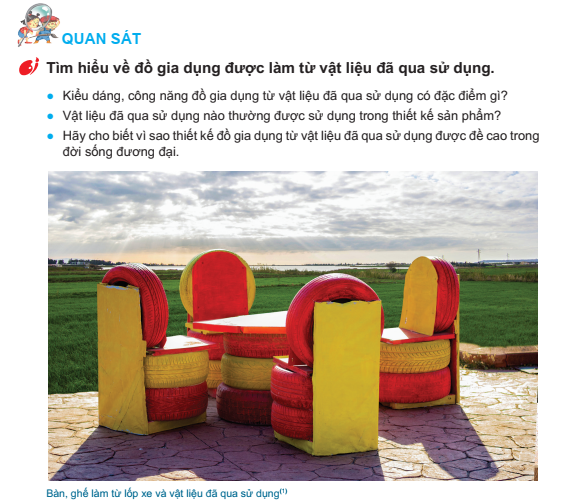 QUAN SÁT
Tìm hiểu về đồ gia dụng được làm từ vật liệu đã qua sử dụng.
● Kiểu dáng, công năng đồ gia dụng từ vật liệu đã qua sử dụng có đặc điểm gì?
● Vật liệu đã qua sử dụng nào thường được sử dụng trong thiết kế sản phẩm?
● Hãy cho biết vì sao thiết kế đồ gia dụng từ vật liệu đã qua sử dụng được đề cao trong
đời sống đương đại.
Bàn, ghế làm từ lốp xe và vật liệu đã qua sử dụng(1)